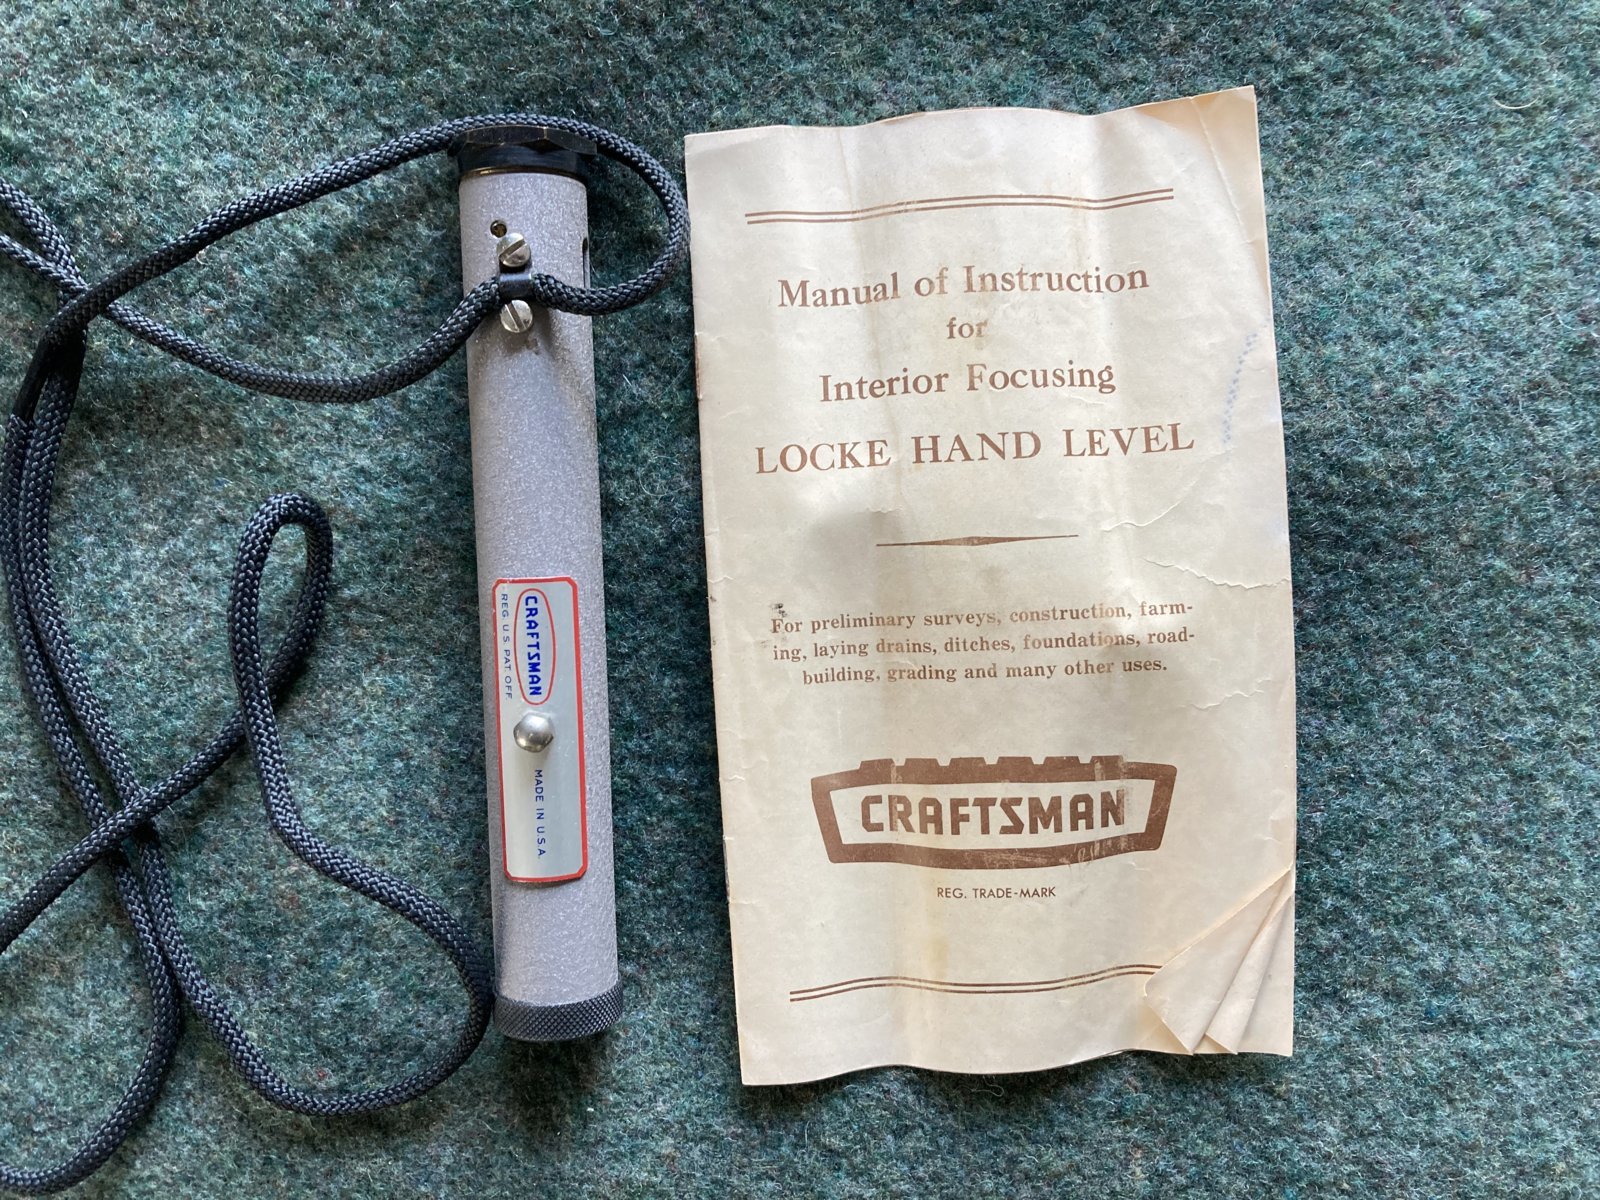 CRAFTSMAN
REG. U.S. PAT. OFF.
MADE IN U.S.A.
Manual of Instruction
for
Interior Focusing
LOCKE HAND LEVEL
For preliminary surveys, construction, farm-
ing, laying drains, ditches, foundations, road-
building, grading and many other uses.
CRAFTSMAN
REG. TRADE-MARK